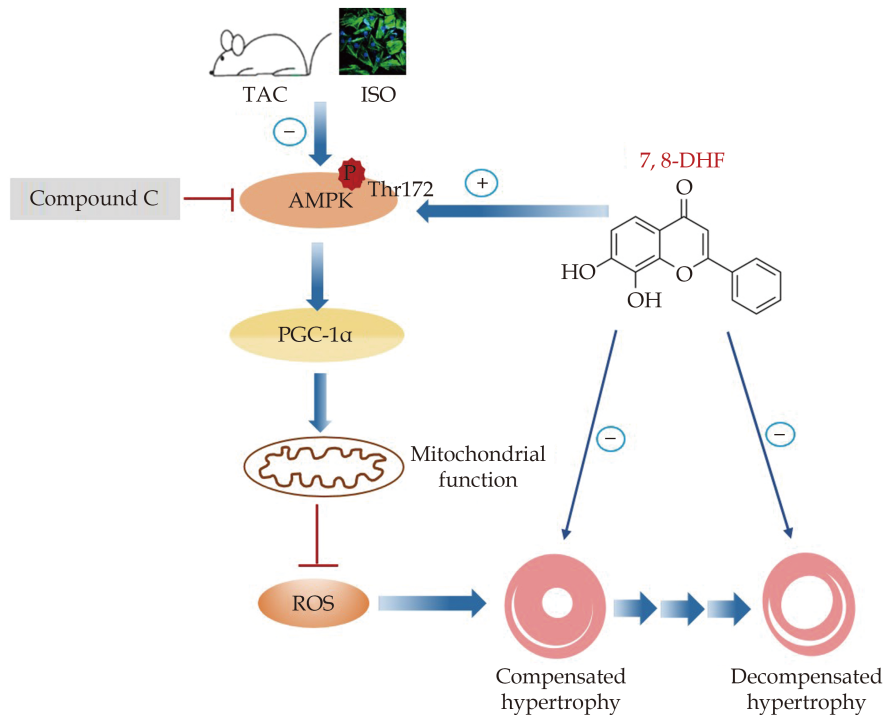 TAC
ISO
−
7, 8-DHF
P
Thr172
+
Compound C
AMPK
O
HO
O
OH
PGC-1α
−
−
Mitochondrial
function
ROS
Compensated
hypertrophy
Decompensated
hypertrophy